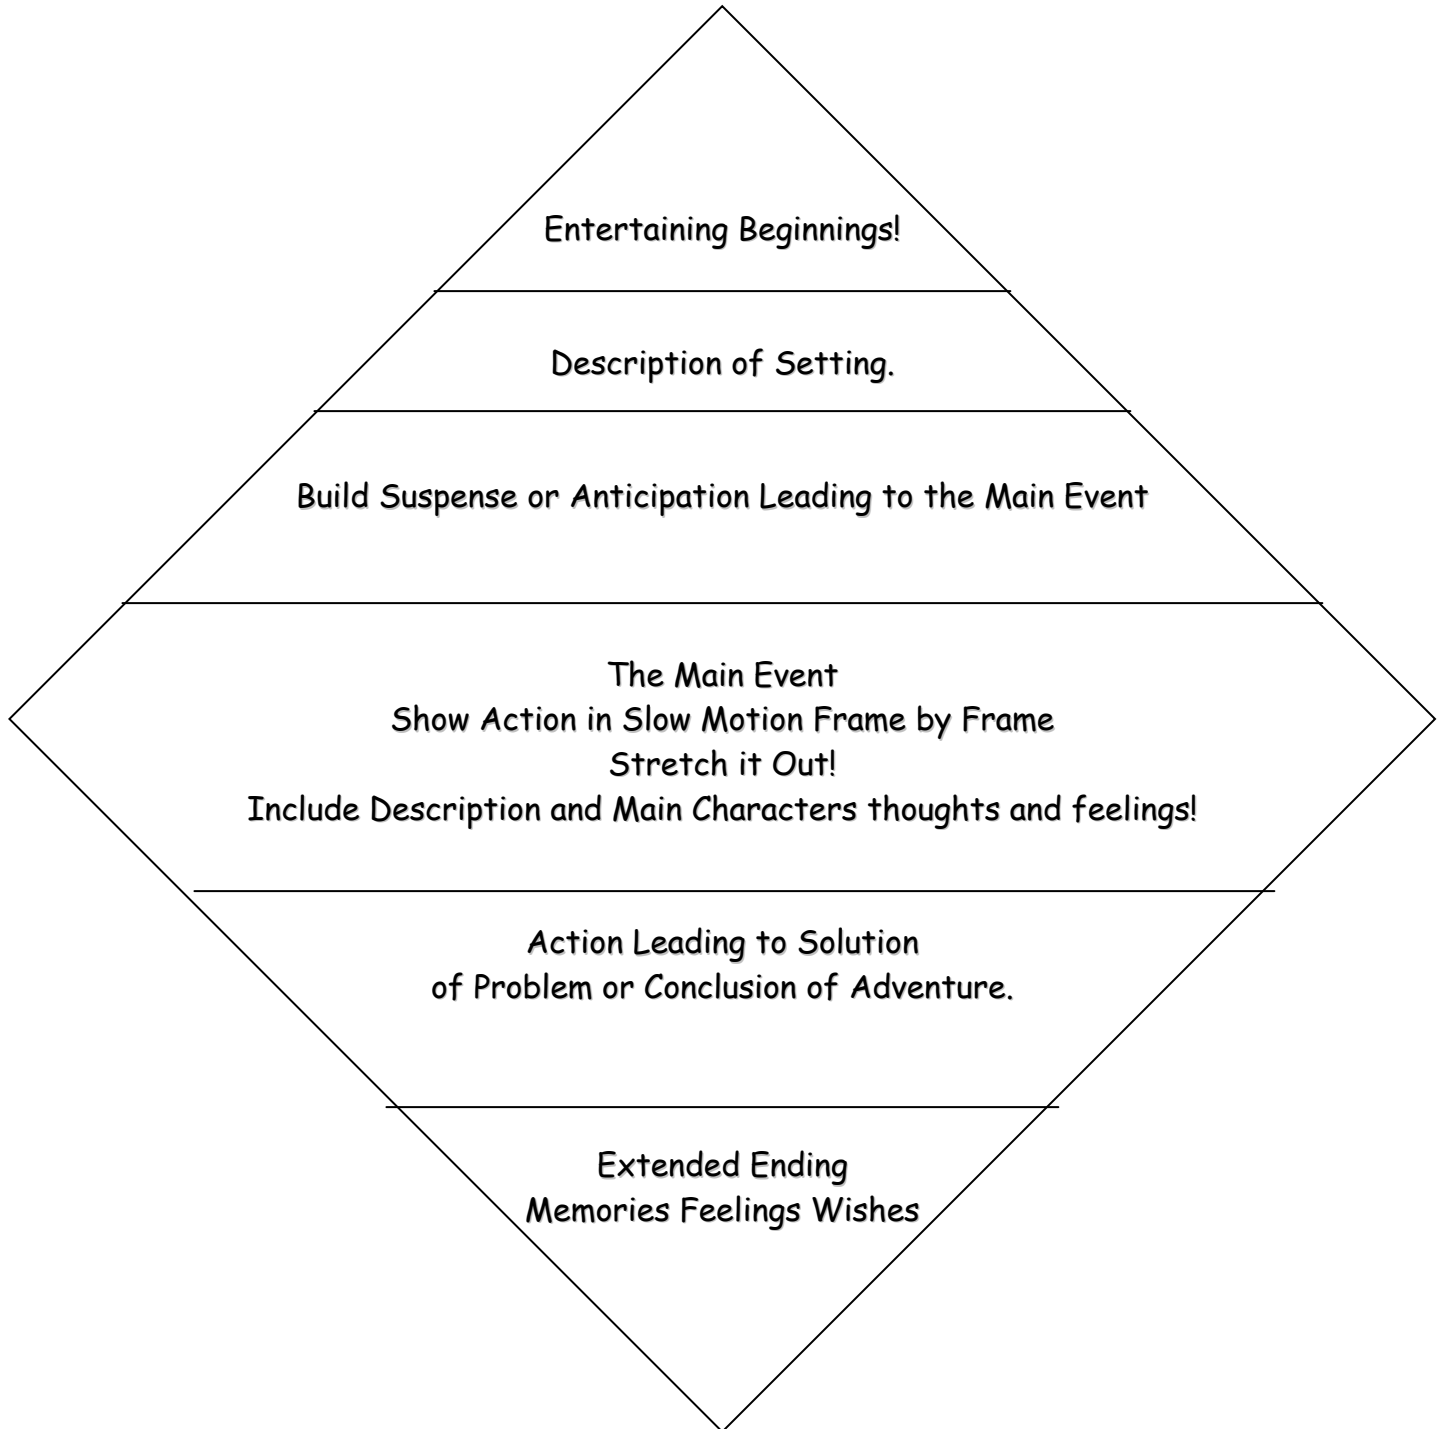 Entertaining Beginnings!
Description of Setting.
Build Suspense or Anticipation Leading to the Main Event
The Main Event
Show Action in Slow Motion Frame by Frame
Stretch it Out!
Include Description and Main Characters thoughts and feelings!
Action Leading to Solution
of Problem or Conclusion of Adventure.
Extended Ending
Memories Feelings Wishes